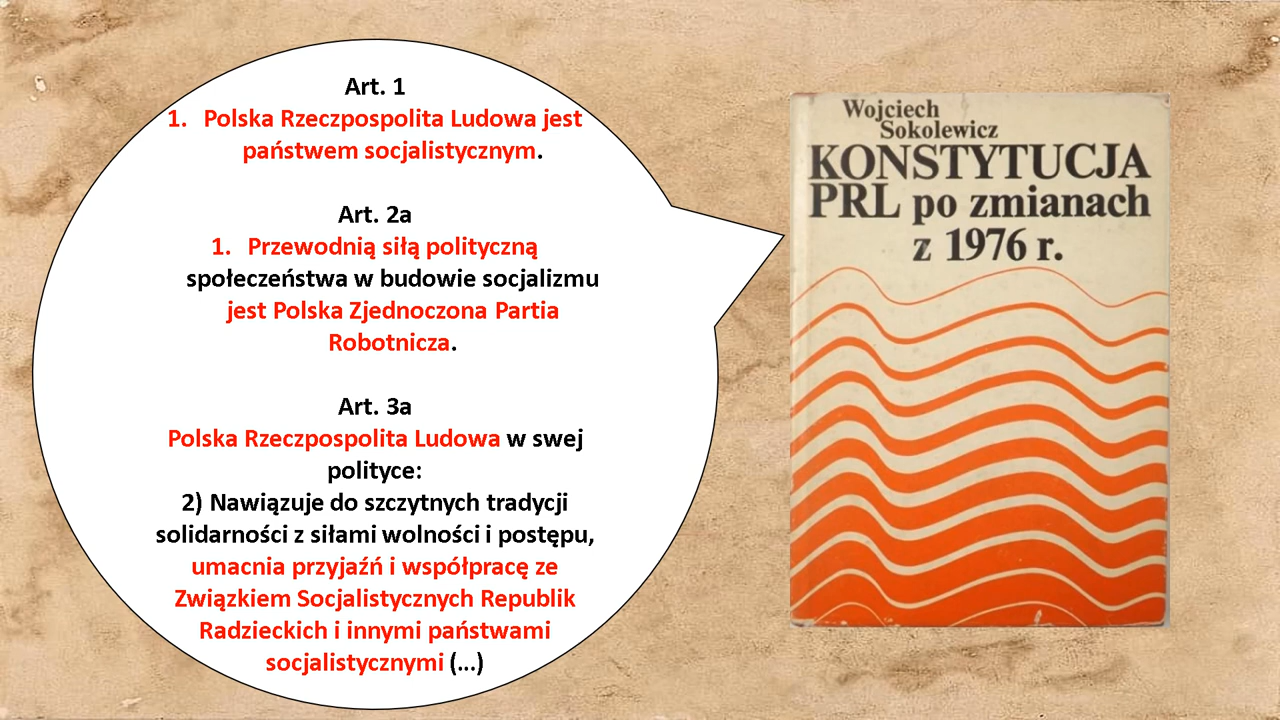 Art. 1
1. Polska Rzeczpospolita Ludowa jest
państwem socjalistycznym.
Art. 2a
1. Przewodnią siłą polityczną
społeczeństwa w budowie socjalizmu
jest Polska Zjednoczona Partia
Robotnicza.
Art. 3a
Polska Rzeczpospolita Ludowa w swej
polityce:
2) Nawiązuje do szczytnych tradycji
solidarności z siłami wolności i postępu,
umacnia przyjaźń i współpracę ze
Związkiem Socjalistycznych Republik
Radzieckich i innymi państwami
socjalistycznymi (...)
Wojciech
Sokolewicz
KONSTYTUCJA
PRL po zmianach
z 1976 r.